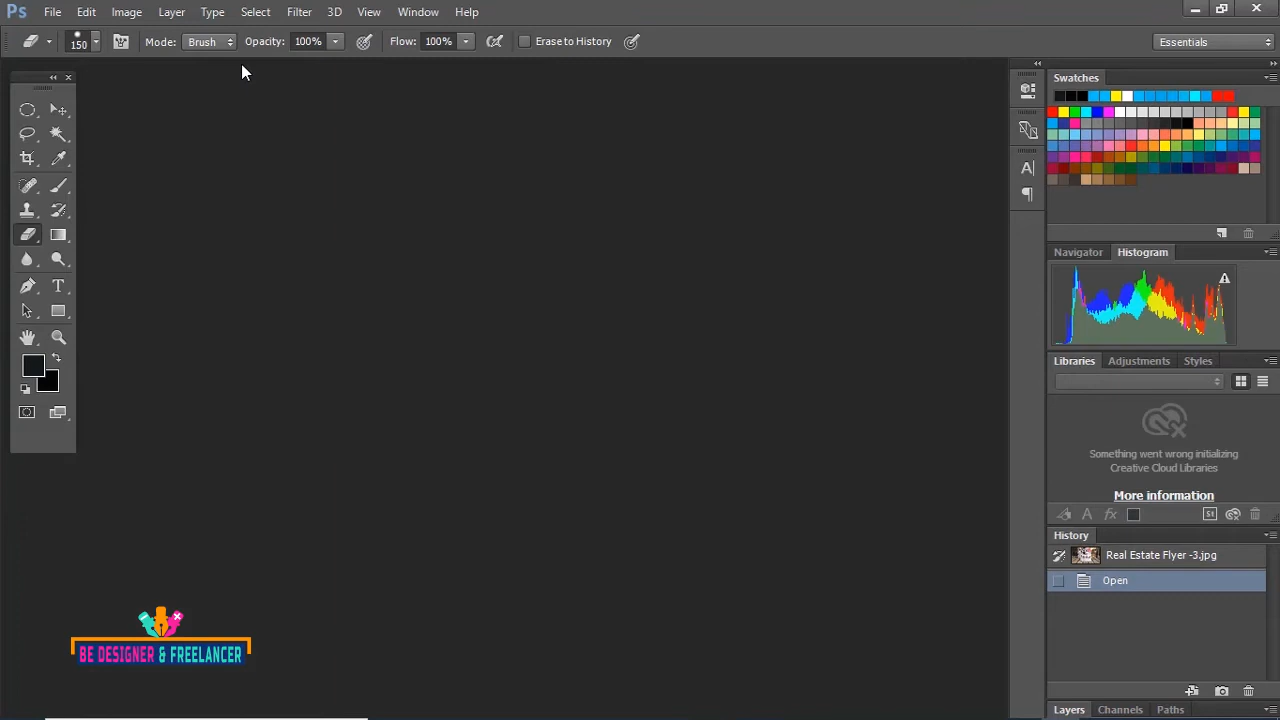 Ps File Edit Image Layer Type Select Filter 3D View Window Help
150 Mode: Brush Opacity: 100% Flow: 100% Erase to History Essentials
Swatches
Navigator Histogram
Libraries Adjustments Styles
Something went wrong initializing
Creative Cloud Libraries
More information
A fx St
History
Real Estate Flyer -3.jpg
Open
BE DESIGNER & FREELANCER
Layers Channels Paths